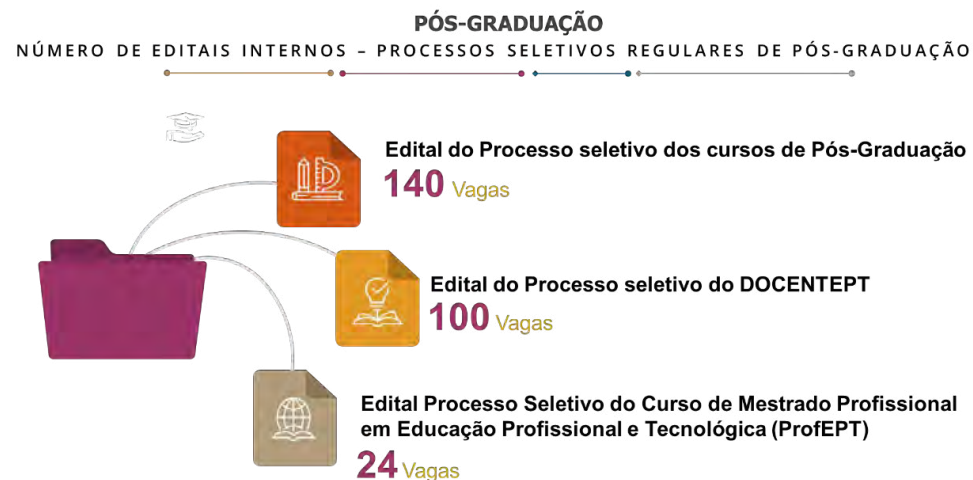 PÓS-GRADUAÇÃO
NÚMERO DE EDITAIS INTERNOS – PROCESSOS SELETIVOS REGULARES DE PÓS-GRADUAÇÃO
Edital do Processo seletivo dos cursos de Pós-Graduação
140 Vagas
Edital do Processo seletivo do DOCENTEPT
100 Vagas
Edital Processo Seletivo do Curso de Mestrado Profissional
em Educação Profissional e Tecnológica (ProfEPT)
24 Vagas